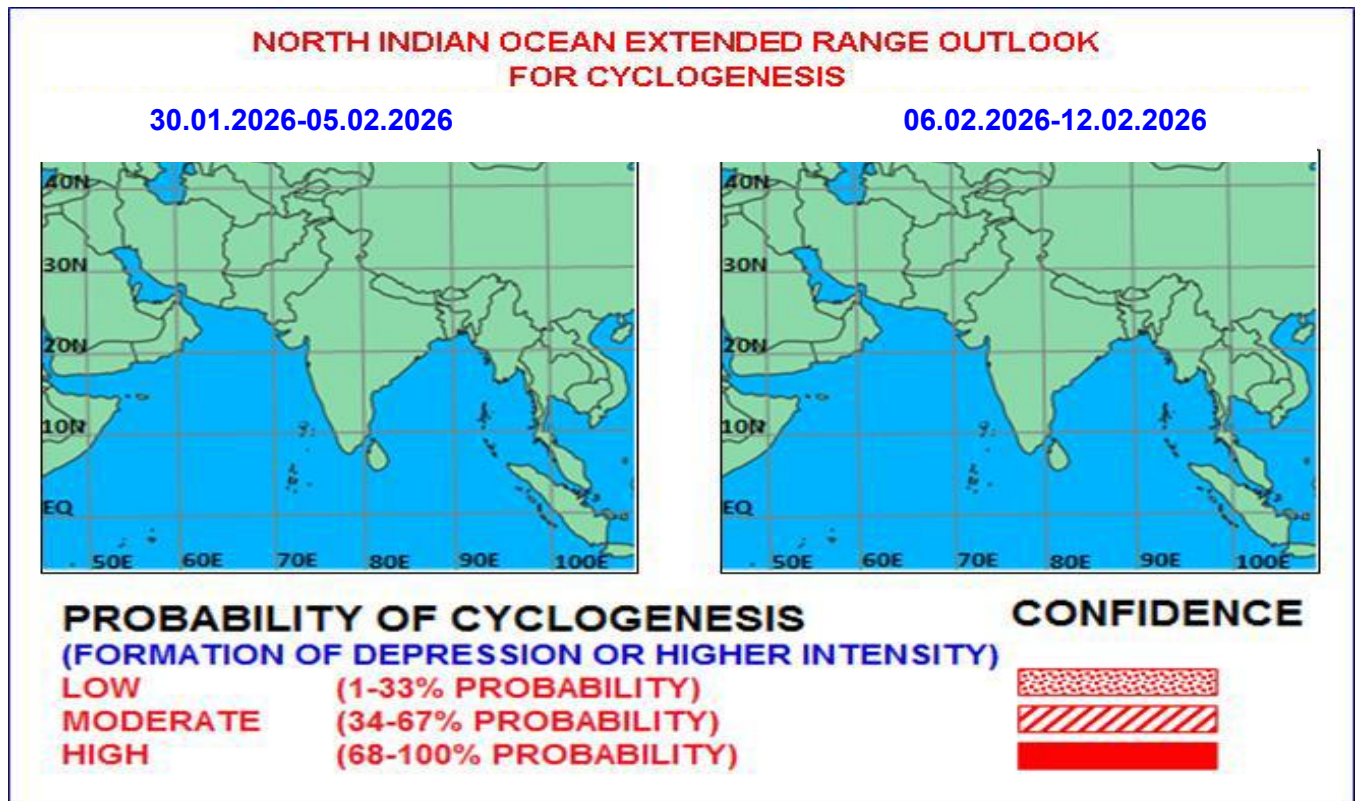 NORTH INDIAN OCEAN EXTENDED RANGE OUTLOOK
FOR CYCLOGENESIS
30.01.2026-05.02.2026
06.02.2026-12.02.2026
40N
30N
20N
10N
EQ
50E 60E 70E 80E 90E 100E
40N
30N
20N
10N
EQ
50E 60E 70E 80E 90E 100E
PROBABILITY OF CYCLOGENESIS
CONFIDENCE
(FORMATION OF DEPRESSION OR HIGHER INTENSITY)
LOW (1-33% PROBABILITY)
MODERATE (34-67% PROBABILITY)
HIGH (68-100% PROBABILITY)